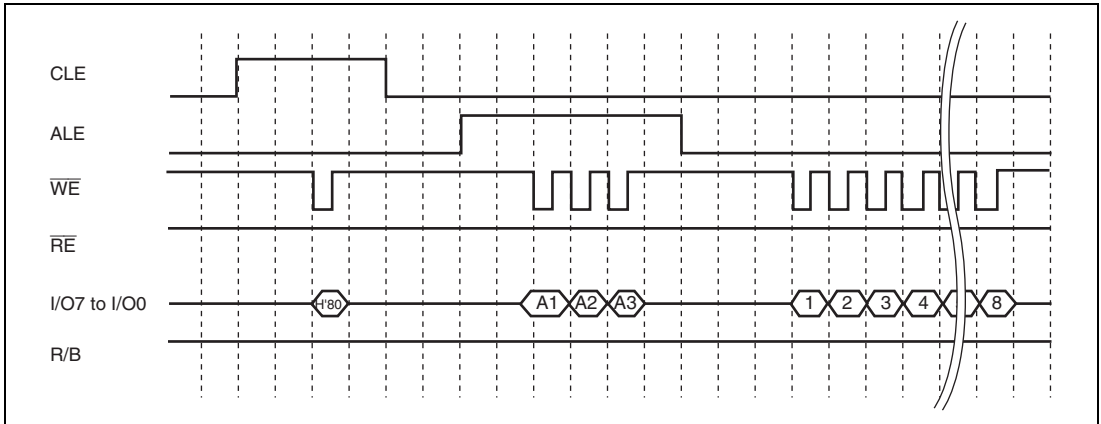 CLE
ALE
WE
RE
I/O7 to I/O0 H'80 A1 A2 A3 1 2 3 4 8
R/B